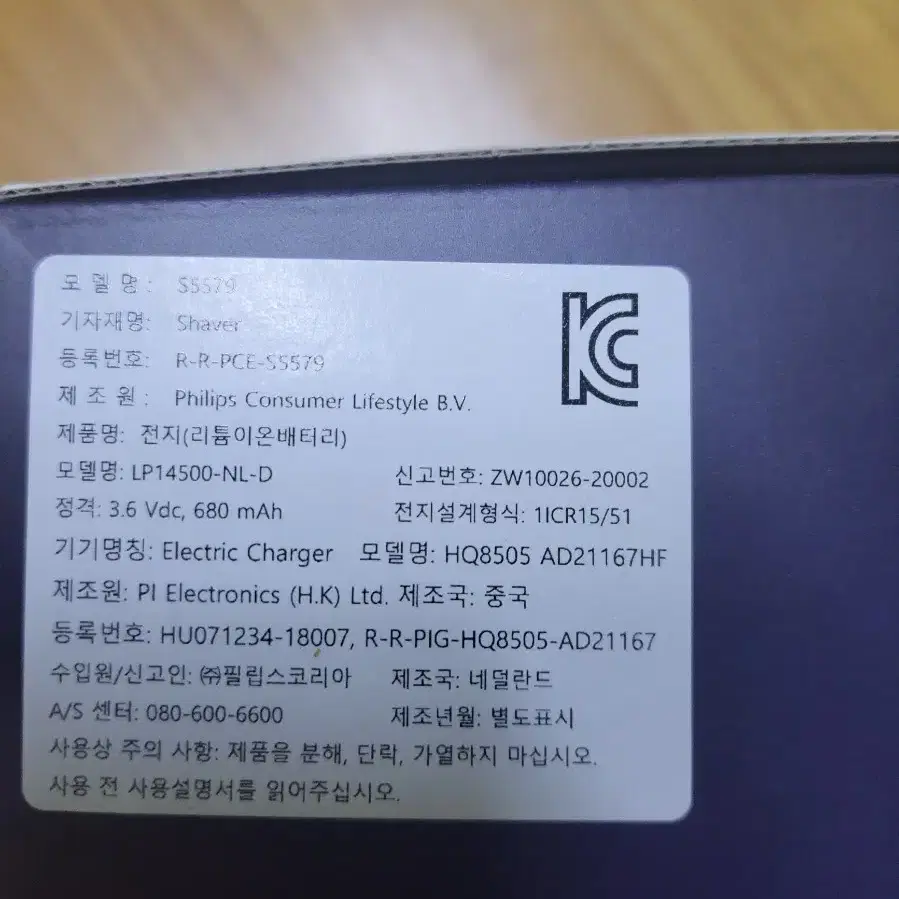 모 델 명 : S5579
기자재명: Shaver
등록번호: R-R-PCE-S5579
제 조 원 : Philips Consumer Lifestyle B.V.
제품명: 전지(리튬이온배터리)
모델명: LP14500-NL-D 신고번호: ZW10026-20002
정격: 3.6 Vdc, 680 mAh 전지설계형식: 1ICR15/51
기기명칭: Electric Charger 모델명: HQ8505 AD21167HF
제조원: PI Electronics (H.K) Ltd. 제조국: 중국
등록번호: HU071234-18007, R-R-PIG-HQ8505-AD21167
수입원/신고인: ㈜필립스코리아 제조국: 네덜란드
A/S 센터: 080-600-6600 제조년월: 별도표시
사용상 주의 사항: 제품을 분해, 단락, 가열하지 마십시오.
사용 전 사용설명서를 읽어주십시오.
KC